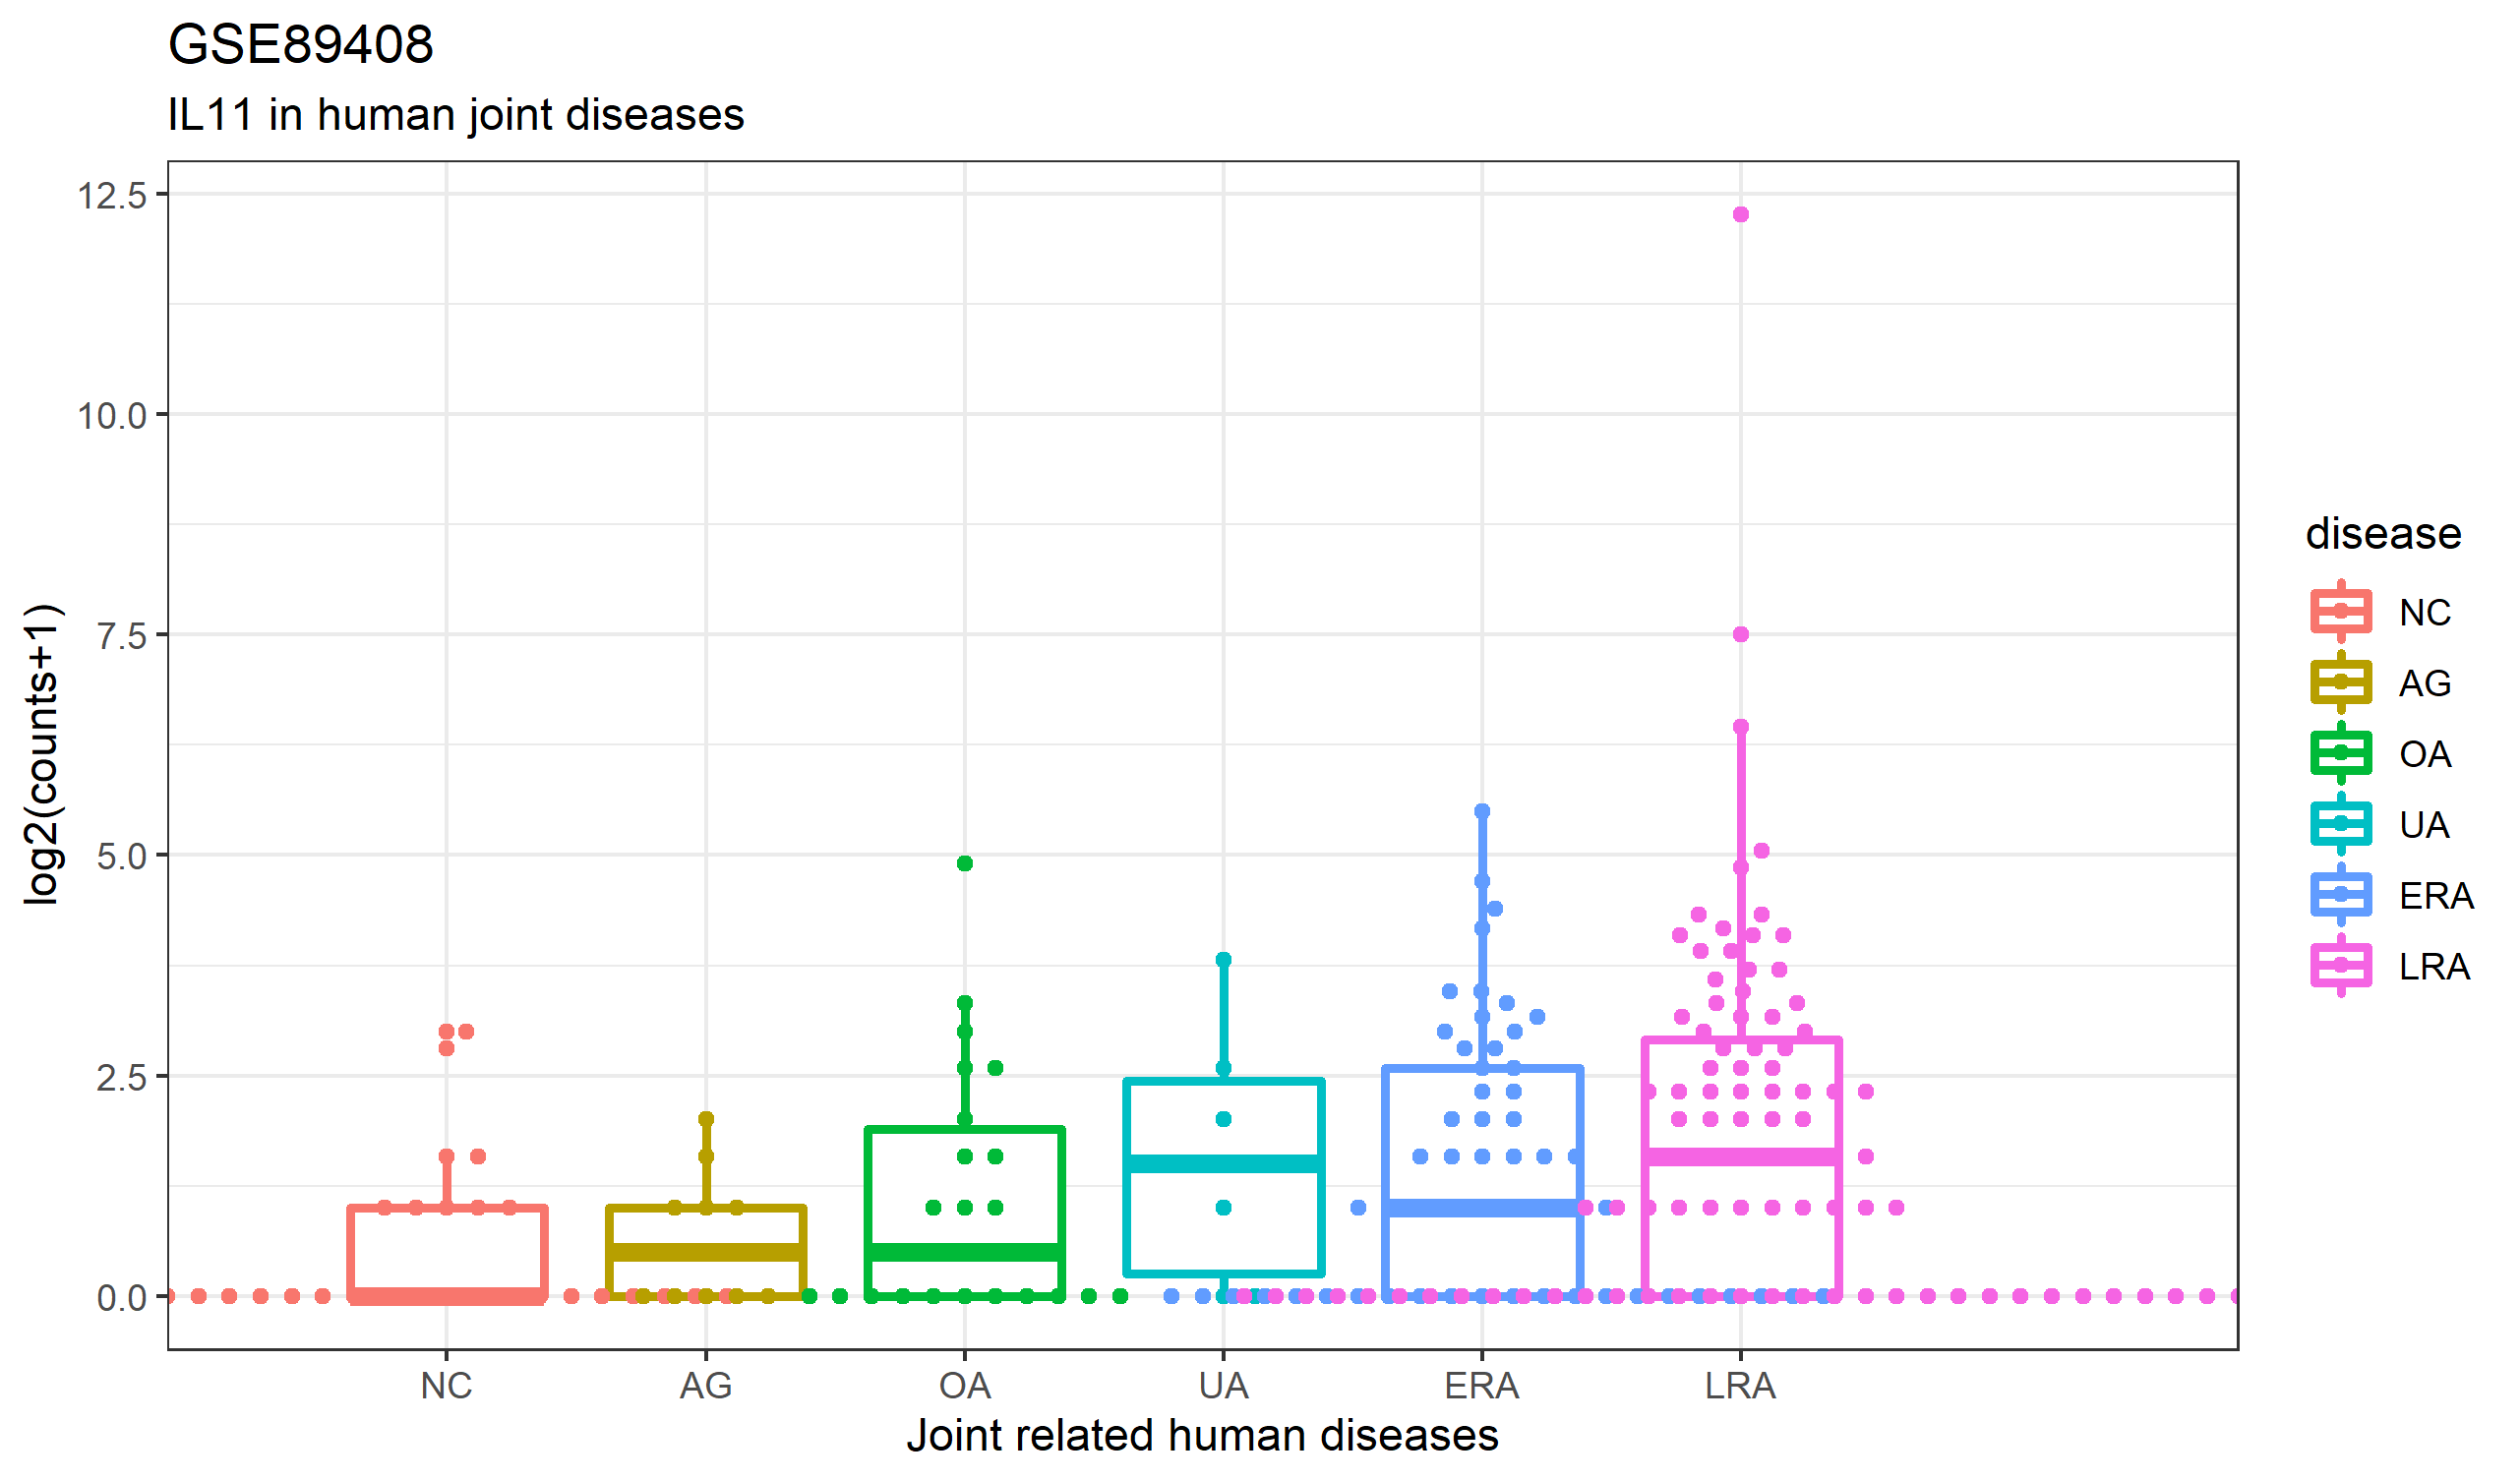 GSE89408
IL11 in human joint diseases
log2(counts+1)
12.5
10.0
7.5
5.0
2.5
0.0
NC AG OA UA ERA LRA
Joint related human diseases
disease
NC
AG
OA
UA
ERA
LRA